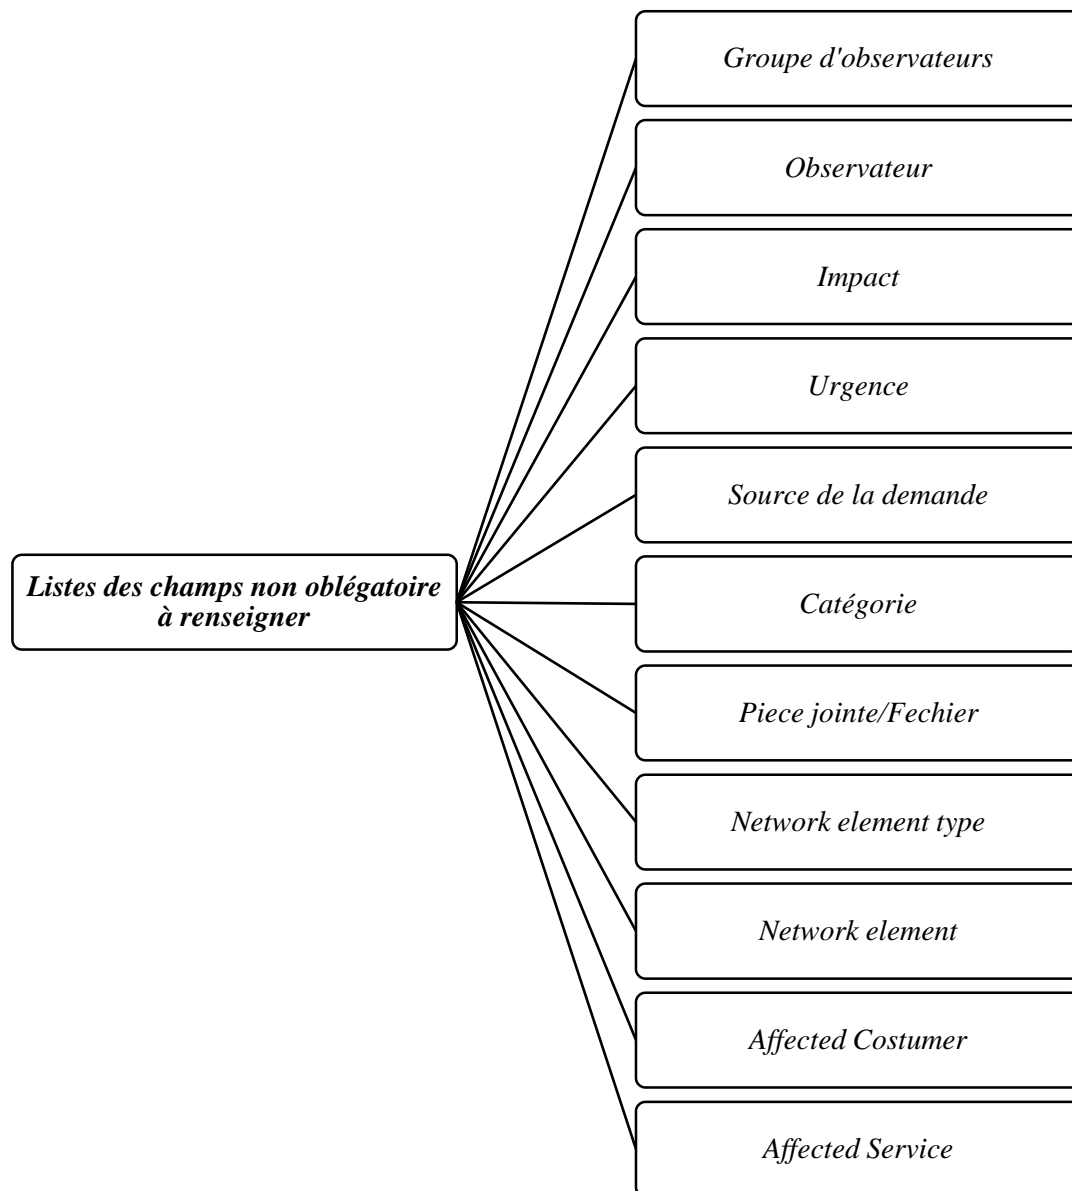 Groupe d'observateurs
Observateur
Impact
Urgence
Source de la demande
Listes des champs non oblégatoire
à renseigner
Catégorie
Piece jointe/Fechier
Network element type
Network element
Affected Costumer
Affected Service